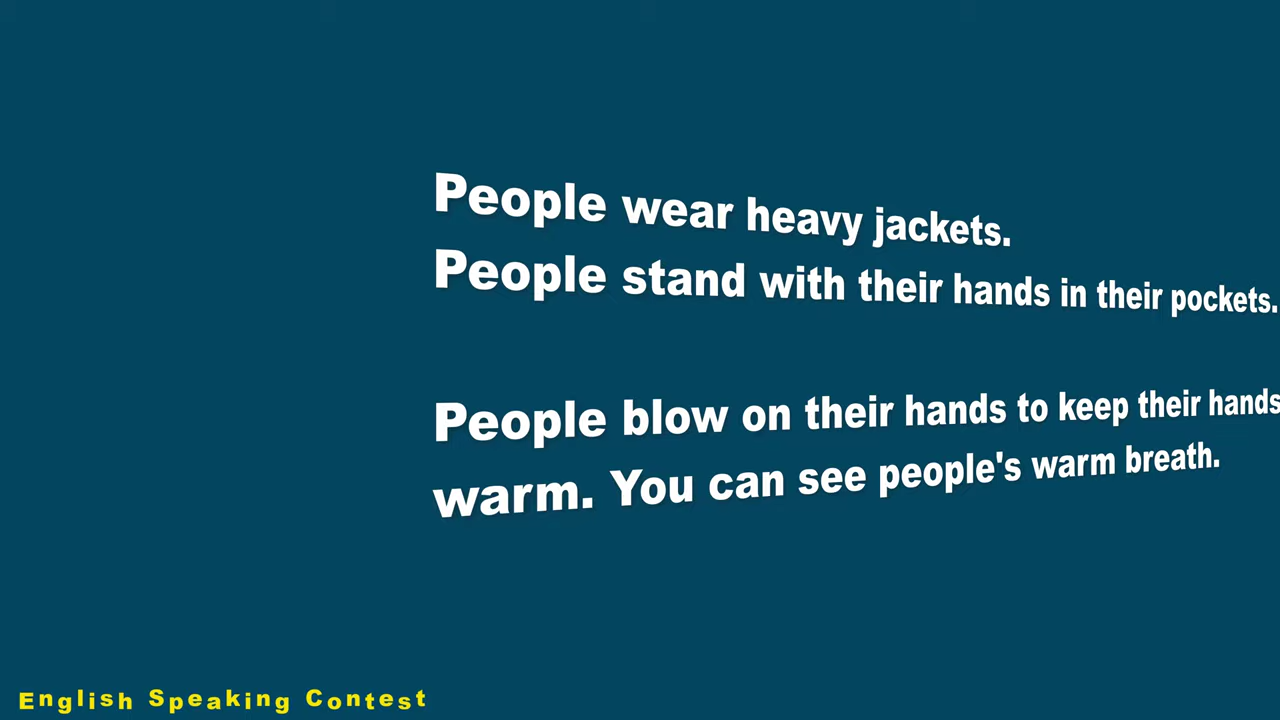 People wear heavy jackets.
People stand with their hands in their pockets.
People blow on their hands to keep their hands
warm. You can see people's warm breath.
English Speaking Contest